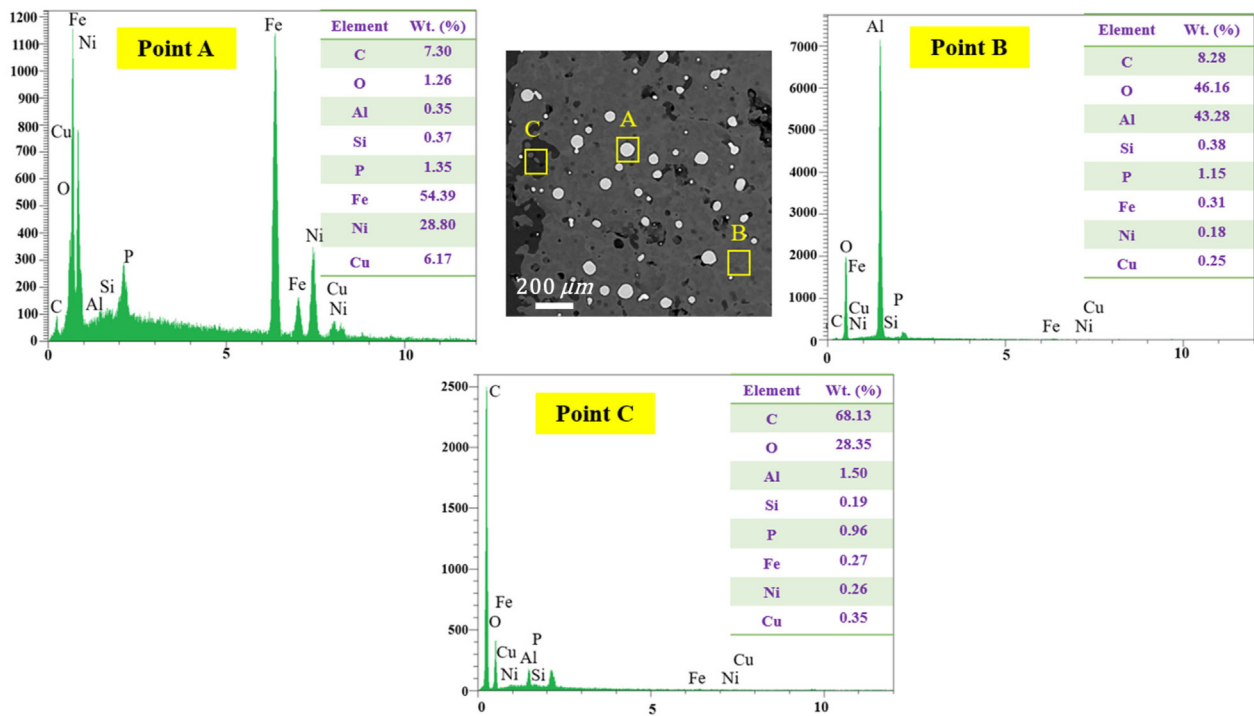 Point A
1200
1100
1000
900
800
700
600
500
400
300
200
100
0
0
5
10
Fe
Ni
Cu
O
C
Al
Si
P
Fe
Fe
Ni
Cu
Ni
Element Wt. (%)
C 7.30
O 1.26
Al 0.35
Si 0.37
P 1.35
Fe 54.39
Ni 28.80
Cu 6.17
A
C
B
200 μm
Point B
7000
6000
5000
4000
3000
2000
1000
0
0
5
10
Al
O
Fe
C
Cu
Ni
P
Si
Fe
Cu
Ni
Element Wt. (%)
C 8.28
O 46.16
Al 43.28
Si 0.38
P 1.15
Fe 0.31
Ni 0.18
Cu 0.25
Point C
2500
2000
1500
1000
500
0
0
5
10
C
Fe
O
Cu
Ni
P
Al
Si
Fe
Cu
Ni
Element Wt. (%)
C 68.13
O 28.35
Al 1.50
Si 0.19
P 0.96
Fe 0.27
Ni 0.26
Cu 0.35